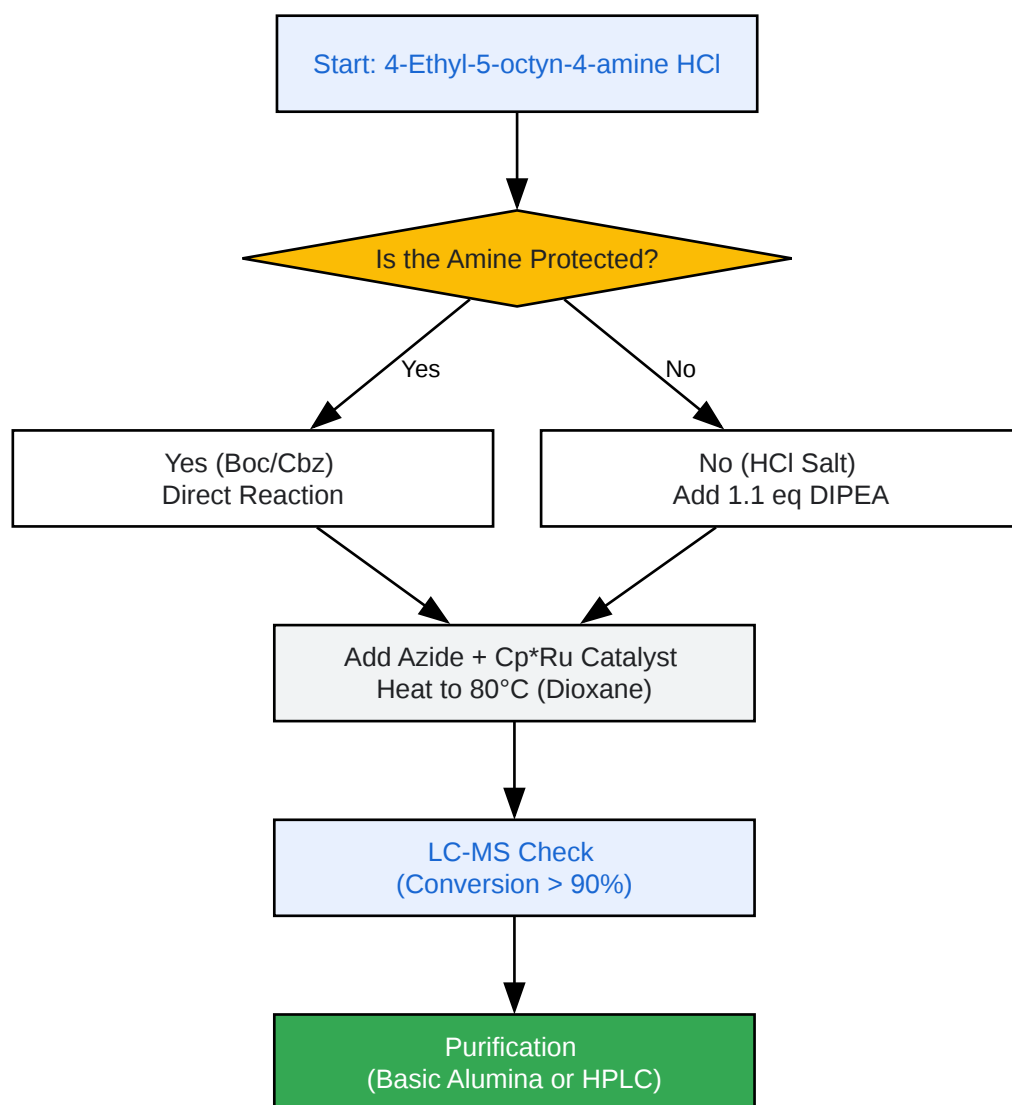 Start: 4-Ethyl-5-octyn-4-amine HCl
Is the Amine Protected?
Yes
No
Yes (Boc/Cbz)
Direct Reaction
No (HCl Salt)
Add 1.1 eq DIPEA
Add Azide + Cp*Ru Catalyst
Heat to 80°C (Dioxane)
LC-MS Check
(Conversion > 90%)
Purification
(Basic Alumina or HPLC)